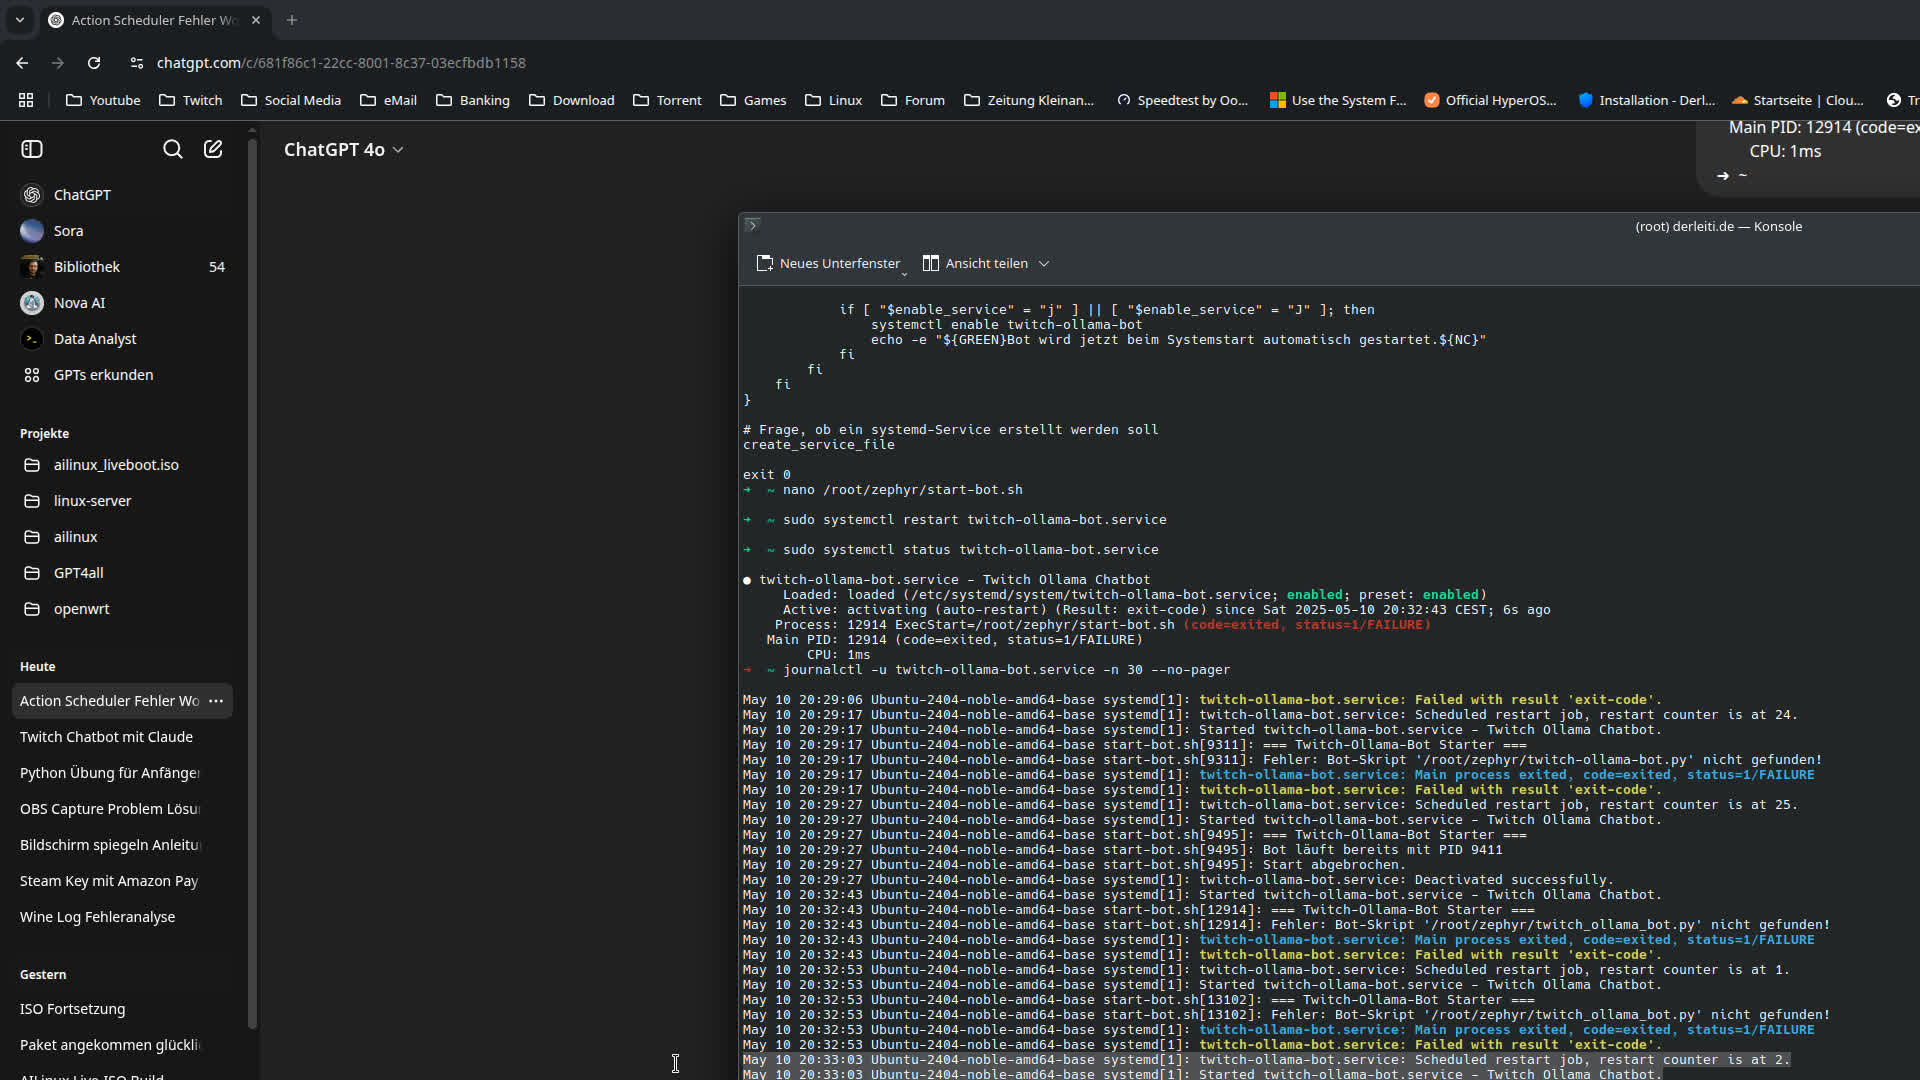 Action Scheduler Fehler Wo
chatgpt.com/c/681f86c1-22cc-8001-8c37-03ecfbdb1158
Youtube
Twitch
Social Media
eMail
Banking
Download
Torrent
Games
Linux
Forum
Zeitung Kleinan...
Speedtest by Oo...
Use the System F...
Official HyperOS...
Installation - Derl...
Startseite | Clou...
Tr
ChatGPT
Sora
Bibliothek 54
Nova AI
Data Analyst
GPTs erkunden
Projekte
ailinux_liveboot.iso
linux-server
ailinux
GPT4all
openwrt
Heute
Action Scheduler Fehler Wo ...
Twitch Chatbot mit Claude
Python Übung für Anfänger
OBS Capture Problem Lösu
Bildschirm spiegeln Anleitu
Steam Key mit Amazon Pay
Wine Log Fehleranalyse
Gestern
ISO Fortsetzung
Paket angekommen glückli
AILinux Live ISO Build
ChatGPT 4o
Main PID: 12914 (code=ex
CPU: 1ms
➜ ~
(root) derleiti.de — Konsole
Neues Unterfenster
Ansicht teilen
if [ "$enable_service" = "j" ] || [ "$enable_service" = "J" ]; then
systemctl enable twitch-ollama-bot
echo -e "${GREEN}Bot wird jetzt beim Systemstart automatisch gestartet.${NC}"
fi
fi
fi
}
# Frage, ob ein systemd-Service erstellt werden soll
create_service_file
exit 0
➜ ~ nano /root/zephyr/start-bot.sh
➜ ~ sudo systemctl restart twitch-ollama-bot.service
➜ ~ sudo systemctl status twitch-ollama-bot.service
● twitch-ollama-bot.service - Twitch Ollama Chatbot
Loaded: loaded (/etc/systemd/system/twitch-ollama-bot.service; enabled; preset: enabled)
Active: activating (auto-restart) (Result: exit-code) since Sat 2025-05-10 20:32:43 CEST; 6s ago
Process: 12914 ExecStart=/root/zephyr/start-bot.sh (code=exited, status=1/FAILURE)
Main PID: 12914 (code=exited, status=1/FAILURE)
CPU: 1ms
➜ ~ journalctl -u twitch-ollama-bot.service -n 30 --no-pager
May 10 20:29:06 Ubuntu-2404-noble-amd64-base systemd[1]: twitch-ollama-bot.service: Failed with result 'exit-code'.
May 10 20:29:17 Ubuntu-2404-noble-amd64-base systemd[1]: twitch-ollama-bot.service: Scheduled restart job, restart counter is at 24.
May 10 20:29:17 Ubuntu-2404-noble-amd64-base systemd[1]: Started twitch-ollama-bot.service - Twitch Ollama Chatbot.
May 10 20:29:17 Ubuntu-2404-noble-amd64-base start-bot.sh[9311]: === Twitch-Ollama-Bot Starter ===
May 10 20:29:17 Ubuntu-2404-noble-amd64-base start-bot.sh[9311]: Fehler: Bot-Skript '/root/zephyr/twitch-ollama-bot.py' nicht gefunden!
May 10 20:29:17 Ubuntu-2404-noble-amd64-base systemd[1]: twitch-ollama-bot.service: Main process exited, code=exited, status=1/FAILURE
May 10 20:29:17 Ubuntu-2404-noble-amd64-base systemd[1]: twitch-ollama-bot.service: Failed with result 'exit-code'.
May 10 20:29:27 Ubuntu-2404-noble-amd64-base systemd[1]: twitch-ollama-bot.service: Scheduled restart job, restart counter is at 25.
May 10 20:29:27 Ubuntu-2404-noble-amd64-base systemd[1]: Started twitch-ollama-bot.service - Twitch Ollama Chatbot.
May 10 20:29:27 Ubuntu-2404-noble-amd64-base start-bot.sh[9495]: === Twitch-Ollama-Bot Starter ===
May 10 20:29:27 Ubuntu-2404-noble-amd64-base start-bot.sh[9495]: Bot läuft bereits mit PID 9411
May 10 20:29:27 Ubuntu-2404-noble-amd64-base start-bot.sh[9495]: Start abgebrochen.
May 10 20:29:27 Ubuntu-2404-noble-amd64-base systemd[1]: twitch-ollama-bot.service: Deactivated successfully.
May 10 20:32:43 Ubuntu-2404-noble-amd64-base systemd[1]: Started twitch-ollama-bot.service - Twitch Ollama Chatbot.
May 10 20:32:43 Ubuntu-2404-noble-amd64-base start-bot.sh[12914]: === Twitch-Ollama-Bot Starter ===
May 10 20:32:43 Ubuntu-2404-noble-amd64-base start-bot.sh[12914]: Fehler: Bot-Skript '/root/zephyr/twitch_ollama_bot.py' nicht gefunden!
May 10 20:32:43 Ubuntu-2404-noble-amd64-base systemd[1]: twitch-ollama-bot.service: Main process exited, code=exited, status=1/FAILURE
May 10 20:32:43 Ubuntu-2404-noble-amd64-base systemd[1]: twitch-ollama-bot.service: Failed with result 'exit-code'.
May 10 20:32:53 Ubuntu-2404-noble-amd64-base systemd[1]: twitch-ollama-bot.service: Scheduled restart job, restart counter is at 1.
May 10 20:32:53 Ubuntu-2404-noble-amd64-base systemd[1]: Started twitch-ollama-bot.service - Twitch Ollama Chatbot.
May 10 20:32:53 Ubuntu-2404-noble-amd64-base start-bot.sh[13102]: === Twitch-Ollama-Bot Starter ===
May 10 20:32:53 Ubuntu-2404-noble-amd64-base start-bot.sh[13102]: Fehler: Bot-Skript '/root/zephyr/twitch_ollama_bot.py' nicht gefunden!
May 10 20:32:53 Ubuntu-2404-noble-amd64-base systemd[1]: twitch-ollama-bot.service: Main process exited, code=exited, status=1/FAILURE
May 10 20:32:53 Ubuntu-2404-noble-amd64-base systemd[1]: twitch-ollama-bot.service: Failed with result 'exit-code'.
May 10 20:33:03 Ubuntu-2404-noble-amd64-base systemd[1]: twitch-ollama-bot.service: Scheduled restart job, restart counter is at 2.
May 10 20:33:03 Ubuntu-2404-noble-amd64-base systemd[1]: Started twitch-ollama-bot.service - Twitch Ollama Chatbot.